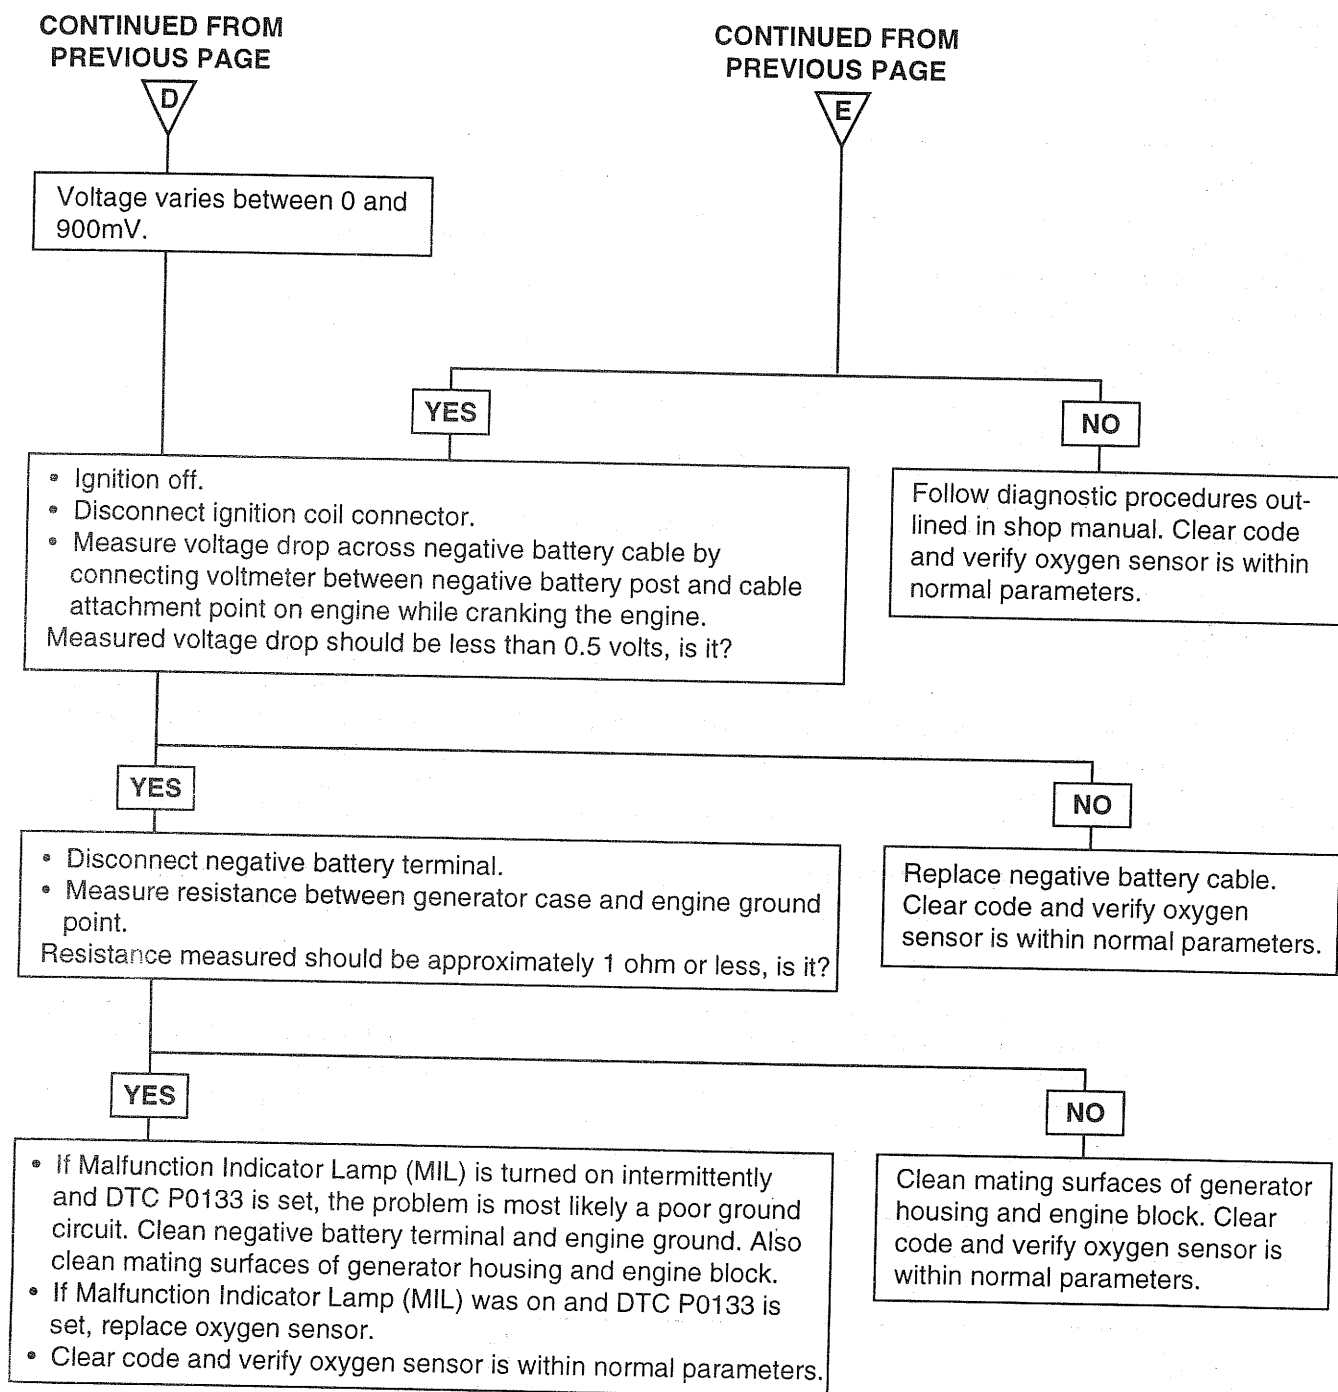 CONTINUED FROM
PREVIOUS PAGE
D
CONTINUED FROM
PREVIOUS PAGE
E
Voltage varies between 0 and
900mV.
YES
NO
• Ignition off.
• Disconnect ignition coil connector.
• Measure voltage drop across negative battery cable by
connecting voltmeter between negative battery post and cable
attachment point on engine while cranking the engine.
Measured voltage drop should be less than 0.5 volts, is it?
Follow diagnostic procedures out-
lined in shop manual. Clear code
and verify oxygen sensor is within
normal parameters.
YES
NO
• Disconnect negative battery terminal.
• Measure resistance between generator case and engine ground
point.
Resistance measured should be approximately 1 ohm or less, is it?
Replace negative battery cable.
Clear code and verify oxygen
sensor is within normal parameters.
YES
NO
• If Malfunction Indicator Lamp (MIL) is turned on intermittently
and DTC P0133 is set, the problem is most likely a poor ground
circuit. Clean negative battery terminal and engine ground. Also
clean mating surfaces of generator housing and engine block.
• If Malfunction Indicator Lamp (MIL) was on and DTC P0133 is
set, replace oxygen sensor.
• Clear code and verify oxygen sensor is within normal parameters.
Clean mating surfaces of generator
housing and engine block. Clear
code and verify oxygen sensor is
within normal parameters.